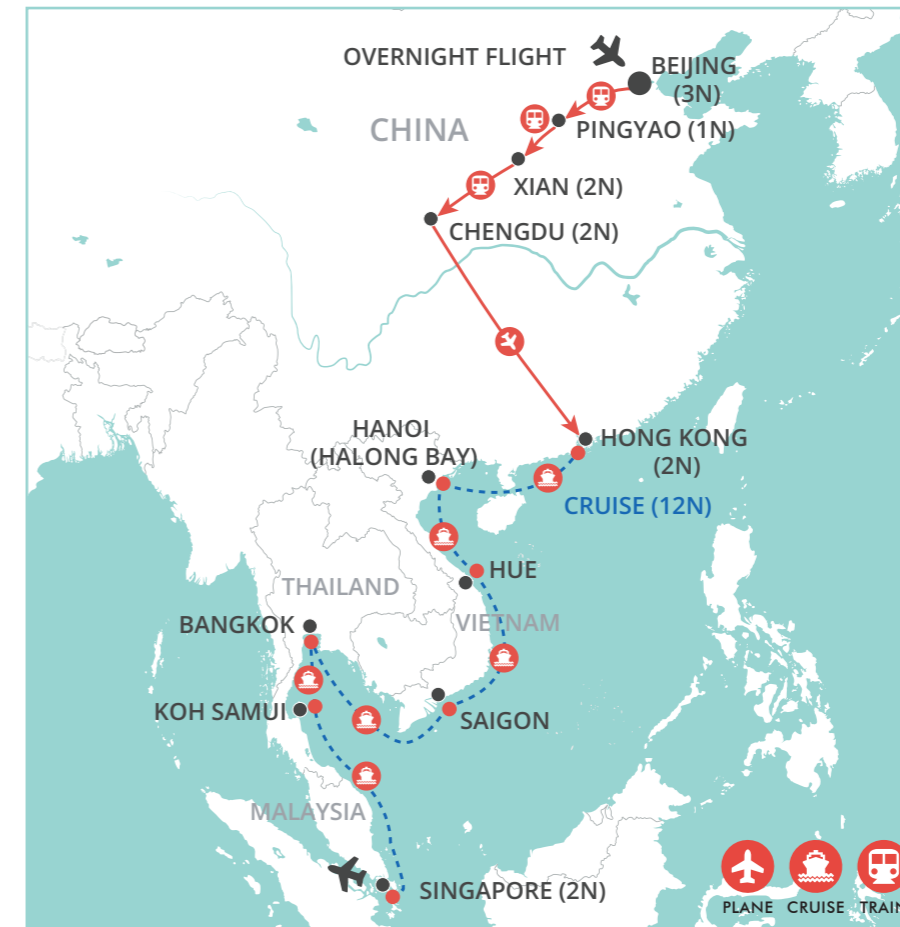 OVERNIGHT FLIGHT
BEIJING
(3N)
CHINA
PINGYAO (1N)
XIAN (2N)
CHENGDU (2N)
HANOI
(HALONG BAY)
HONG KONG
(2N)
CRUISE (12N)
HUE
THAILAND
VIETNAM
BANGKOK
KOH SAMUI
SAIGON
MALAYSIA
SINGAPORE (2N)
PLANE CRUISE TRAIN